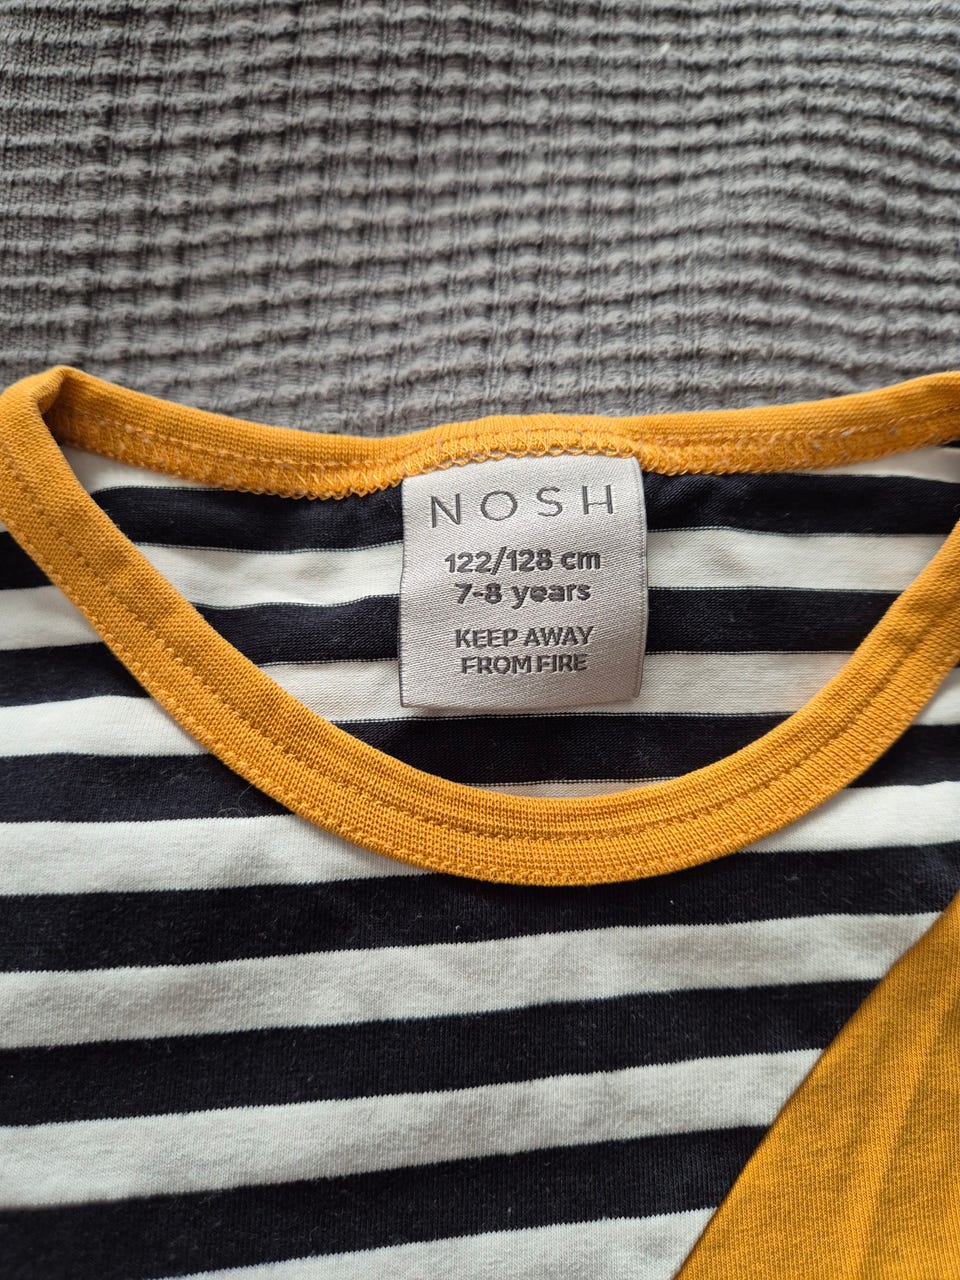 NOSH
122/128 cm
7-8 years
KEEP AWAY
FROM FIRE